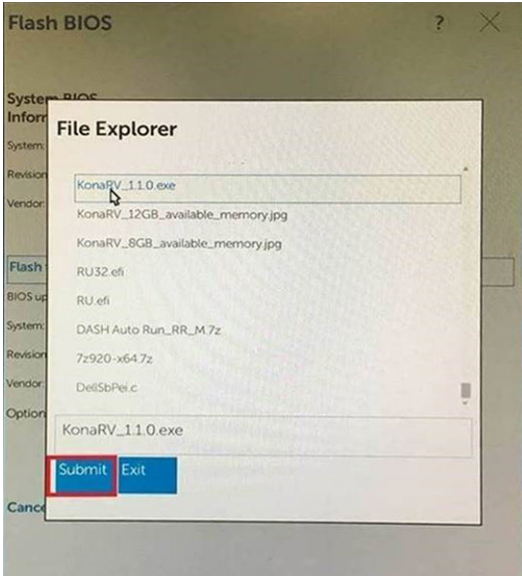 Flash BIOS ?
System BIOS
Infor
System:
Revision
Vendor:
File Explorer
KonaRV_1.1.0.exe
KonaRV_12GB_available_memory.jpg
KonaRV_8GB_available_memory.jpg
RU32.efi
RU.efi
DASH Auto Run_RR_M.7z
7z920-x64.7z
DellSbPei.c
KonaRV_1.1.0.exe
Submit Exit
Flash
BIOS up
System:
Revision
Vendor:
Option
Cance